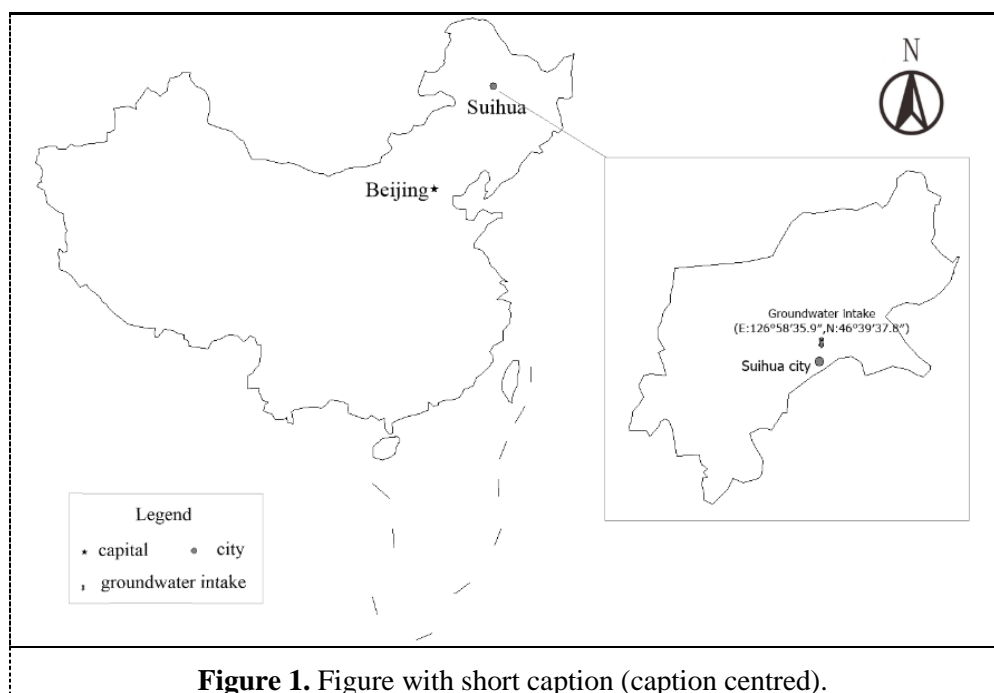 N
Suihua
Beijing
Groundwater Intake
(E:126°58′35.9″,N:46°39′37.8″)
Suihua city
Legend
capital
city
groundwater intake
Figure 1. Figure with short caption (caption centred).